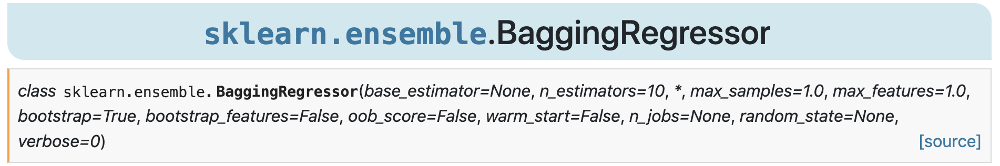 sklearn.ensemble.BaggingRegressor
class sklearn.ensemble.BaggingRegressor(base_estimator=None, n_estimators=10, *, max_samples=1.0, max_features=1.0,
bootstrap=True, bootstrap_features=False, oob_score=False, warm_start=False, n_jobs=None, random_state=None,
verbose=0) [source]